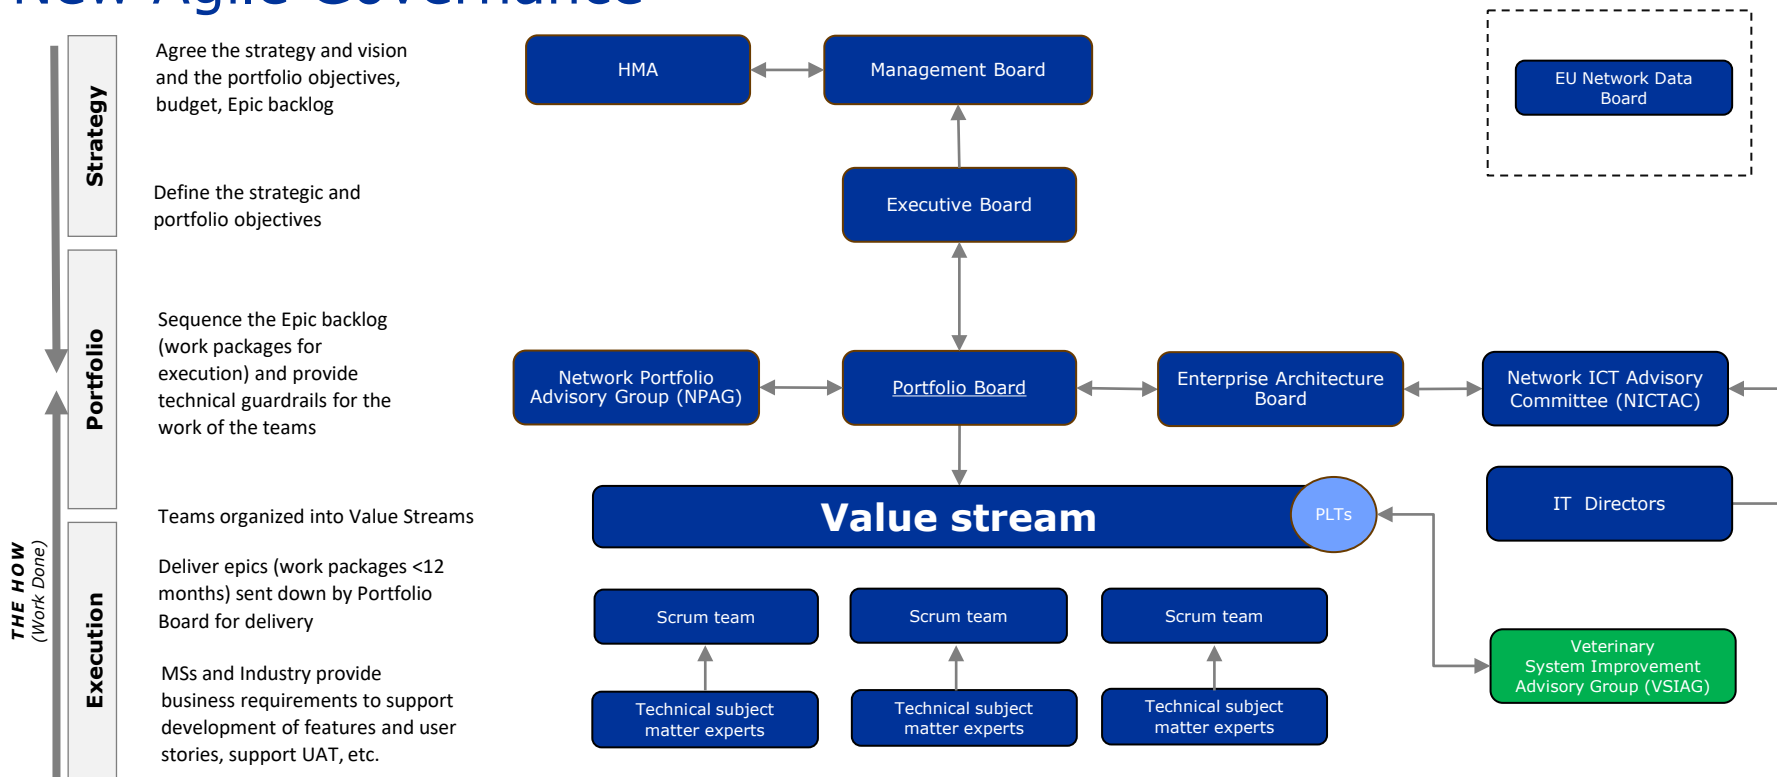 New Agile Governance
Strategy
Agree the strategy and vision
and the portfolio objectives,
budget, Epic backlog
Define the strategic and
portfolio objectives
HMA
Management Board
EU Network Data
Board
Executive Board
Portfolio
Sequence the Epic backlog
(work packages for
execution) and provide
technical guardrails for the
work of the teams
Network Portfolio
Advisory Group (NPAG)
Portfolio Board
Enterprise Architecture
Board
Network ICT Advisory
Committee (NICTAC)
IT Directors
Teams organized into Value Streams
Value stream
PLTs
THE HOW
(Work Done)
Execution
Deliver epics (work packages <12
months) sent down by Portfolio
Board for delivery
MSs and Industry provide
business requirements to support
development of features and user
stories, support UAT, etc.
Scrum team
Scrum team
Scrum team
Technical subject
matter experts
Technical subject
matter experts
Technical subject
matter experts
Veterinary
System Improvement
Advisory Group (VSIAG)